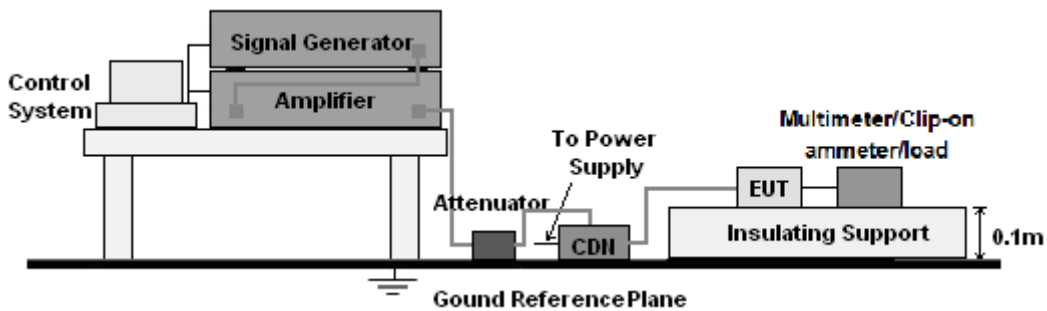 Signal Generator
Control
System
Amplifier
Multimeter/Clip-on
ammeter/load
To Power
Supply
Attenuator
EUT
CDN
Insulating Support
0.1m
Gound Reference Plane